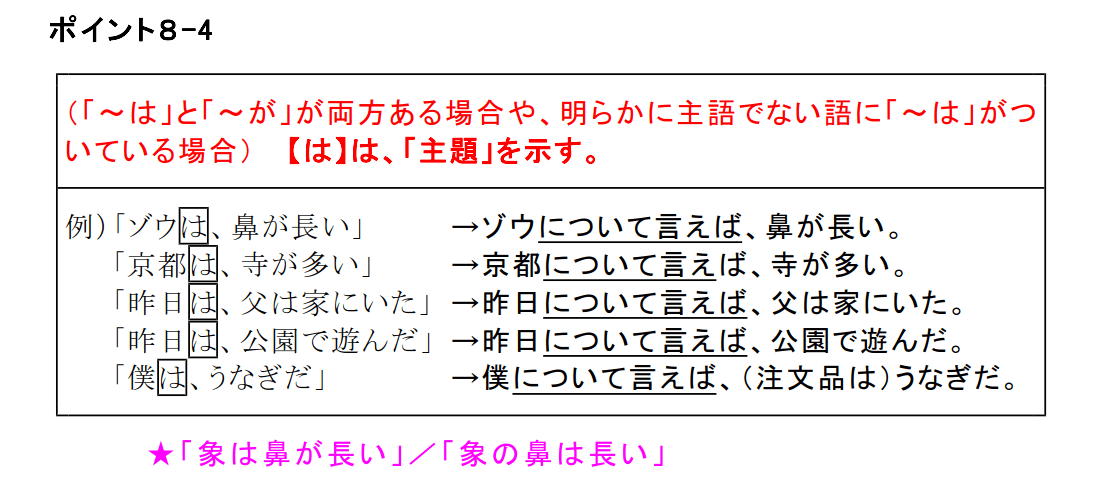 ポイント８-４
（「～は」と「～が」が両方ある場合や、明らかに主語でない語に「～は」がつ
いている場合）　【は】は、「主題」を示す。
例）「ゾウは、鼻が長い」　→ゾウについて言えば、鼻が長い。
「京都は、寺が多い」　→京都について言えば、寺が多い。
「昨日は、父は家にいた」→昨日について言えば、父は家にいた。
「昨日は、公園で遊んだ」→昨日について言えば、公園で遊んだ。
「僕は、うなぎだ」　→僕について言えば、（注文品は）うなぎだ。
★「象は鼻が長い」／「象の鼻は長い」